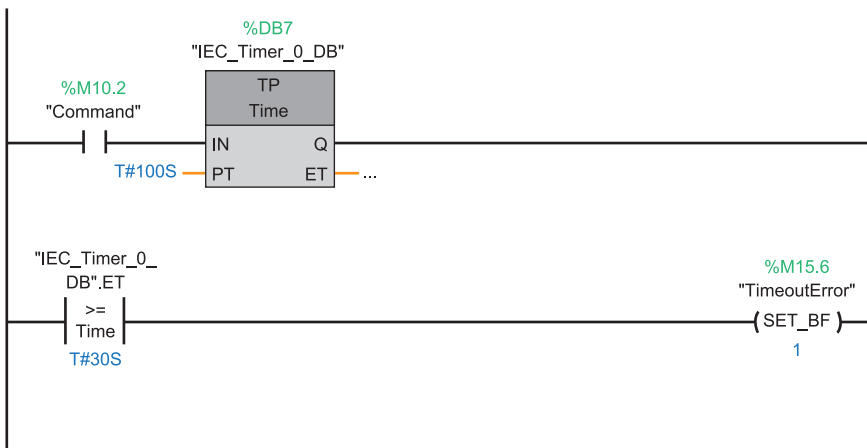 %DB7
"IEC_Timer_0_DB"
%M10.2
"Command"
TP
Time
IN
Q
T#100S
PT
ET
...
"IEC_Timer_0_
DB".ET
>=
Time
T#30S
%M15.6
"TimeoutError"
SET_BF
1